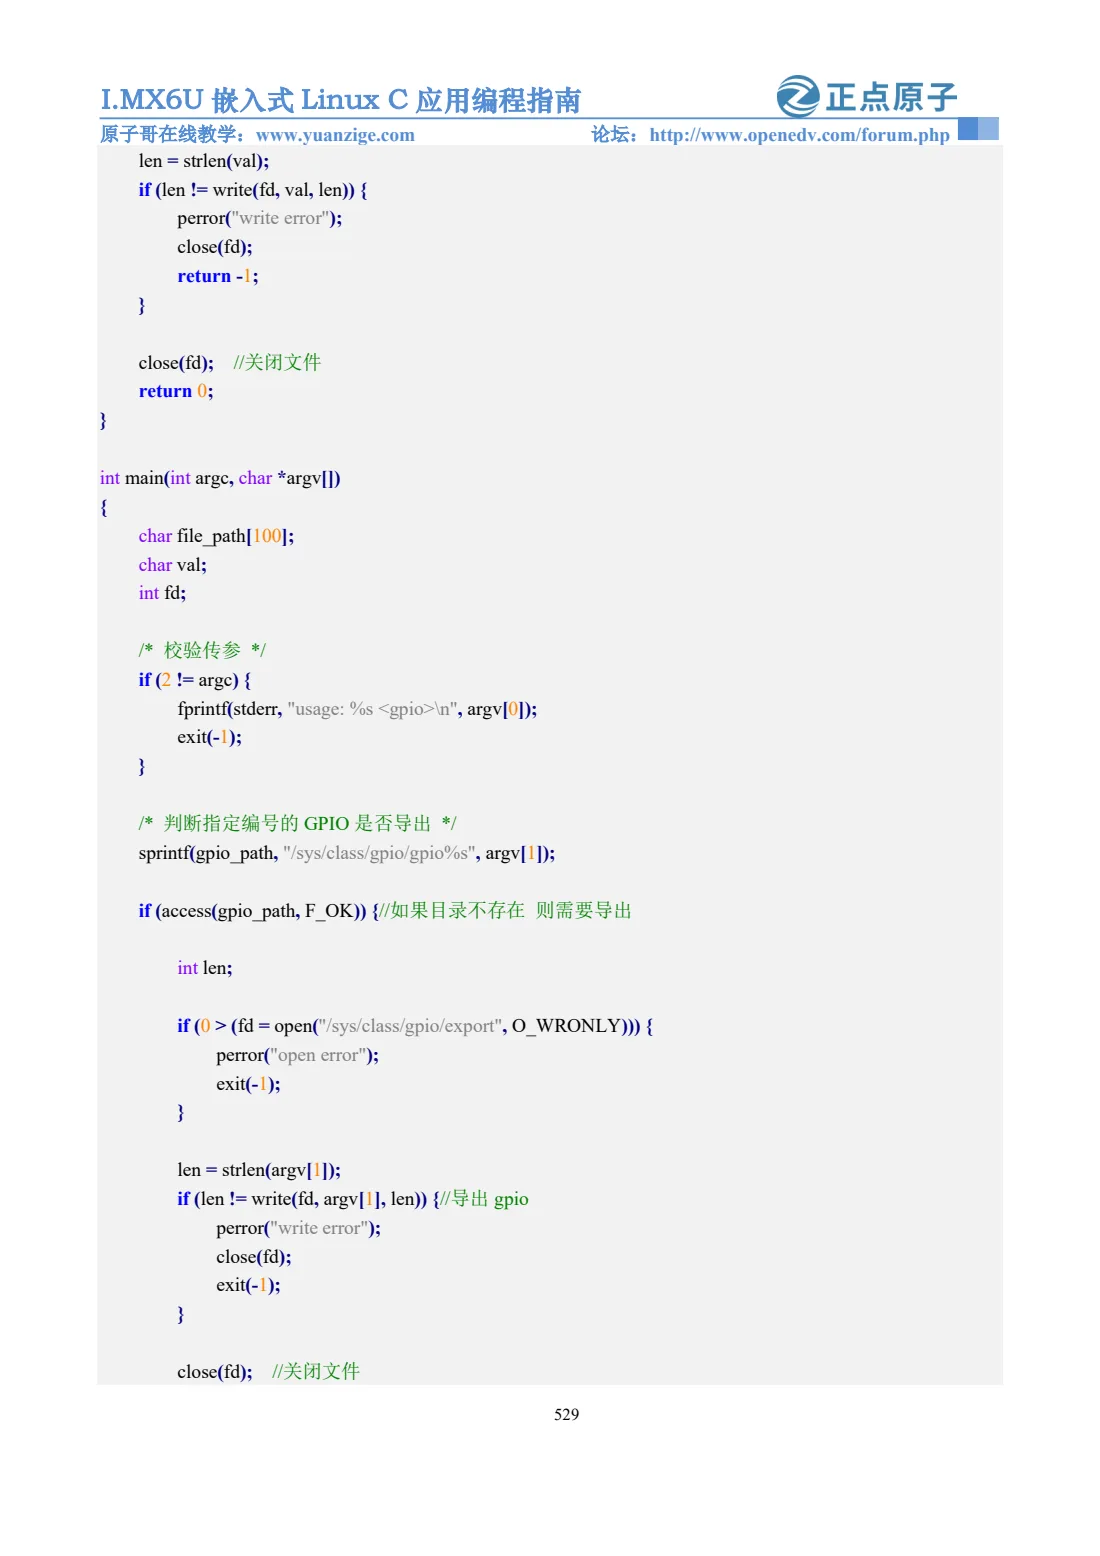 I.MX6U 嵌入式 Linux C 应用编程指南
正点原子
原子哥在线教学：www.yuanzige.com 论坛：http://www.openedv.com/forum.php
len = strlen(val);
if (len != write(fd, val, len)) {
perror("write error");
close(fd);
return -1;
}
close(fd); //关闭文件
return 0;
}
int main(int argc, char *argv[])
{
char file_path[100];
char val;
int fd;
/* 校验传参 */
if (2 != argc) {
fprintf(stderr, "usage: %s <gpio>\n", argv[0]);
exit(-1);
}
/* 判断指定编号的 GPIO 是否导出 */
sprintf(gpio_path, "/sys/class/gpio/gpio%s", argv[1]);
if (access(gpio_path, F_OK)) {//如果目录不存在 则需要导出
int len;
if (0 > (fd = open("/sys/class/gpio/export", O_WRONLY))) {
perror("open error");
exit(-1);
}
len = strlen(argv[1]);
if (len != write(fd, argv[1], len)) {//导出 gpio
perror("write error");
close(fd);
exit(-1);
}
close(fd); //关闭文件
529